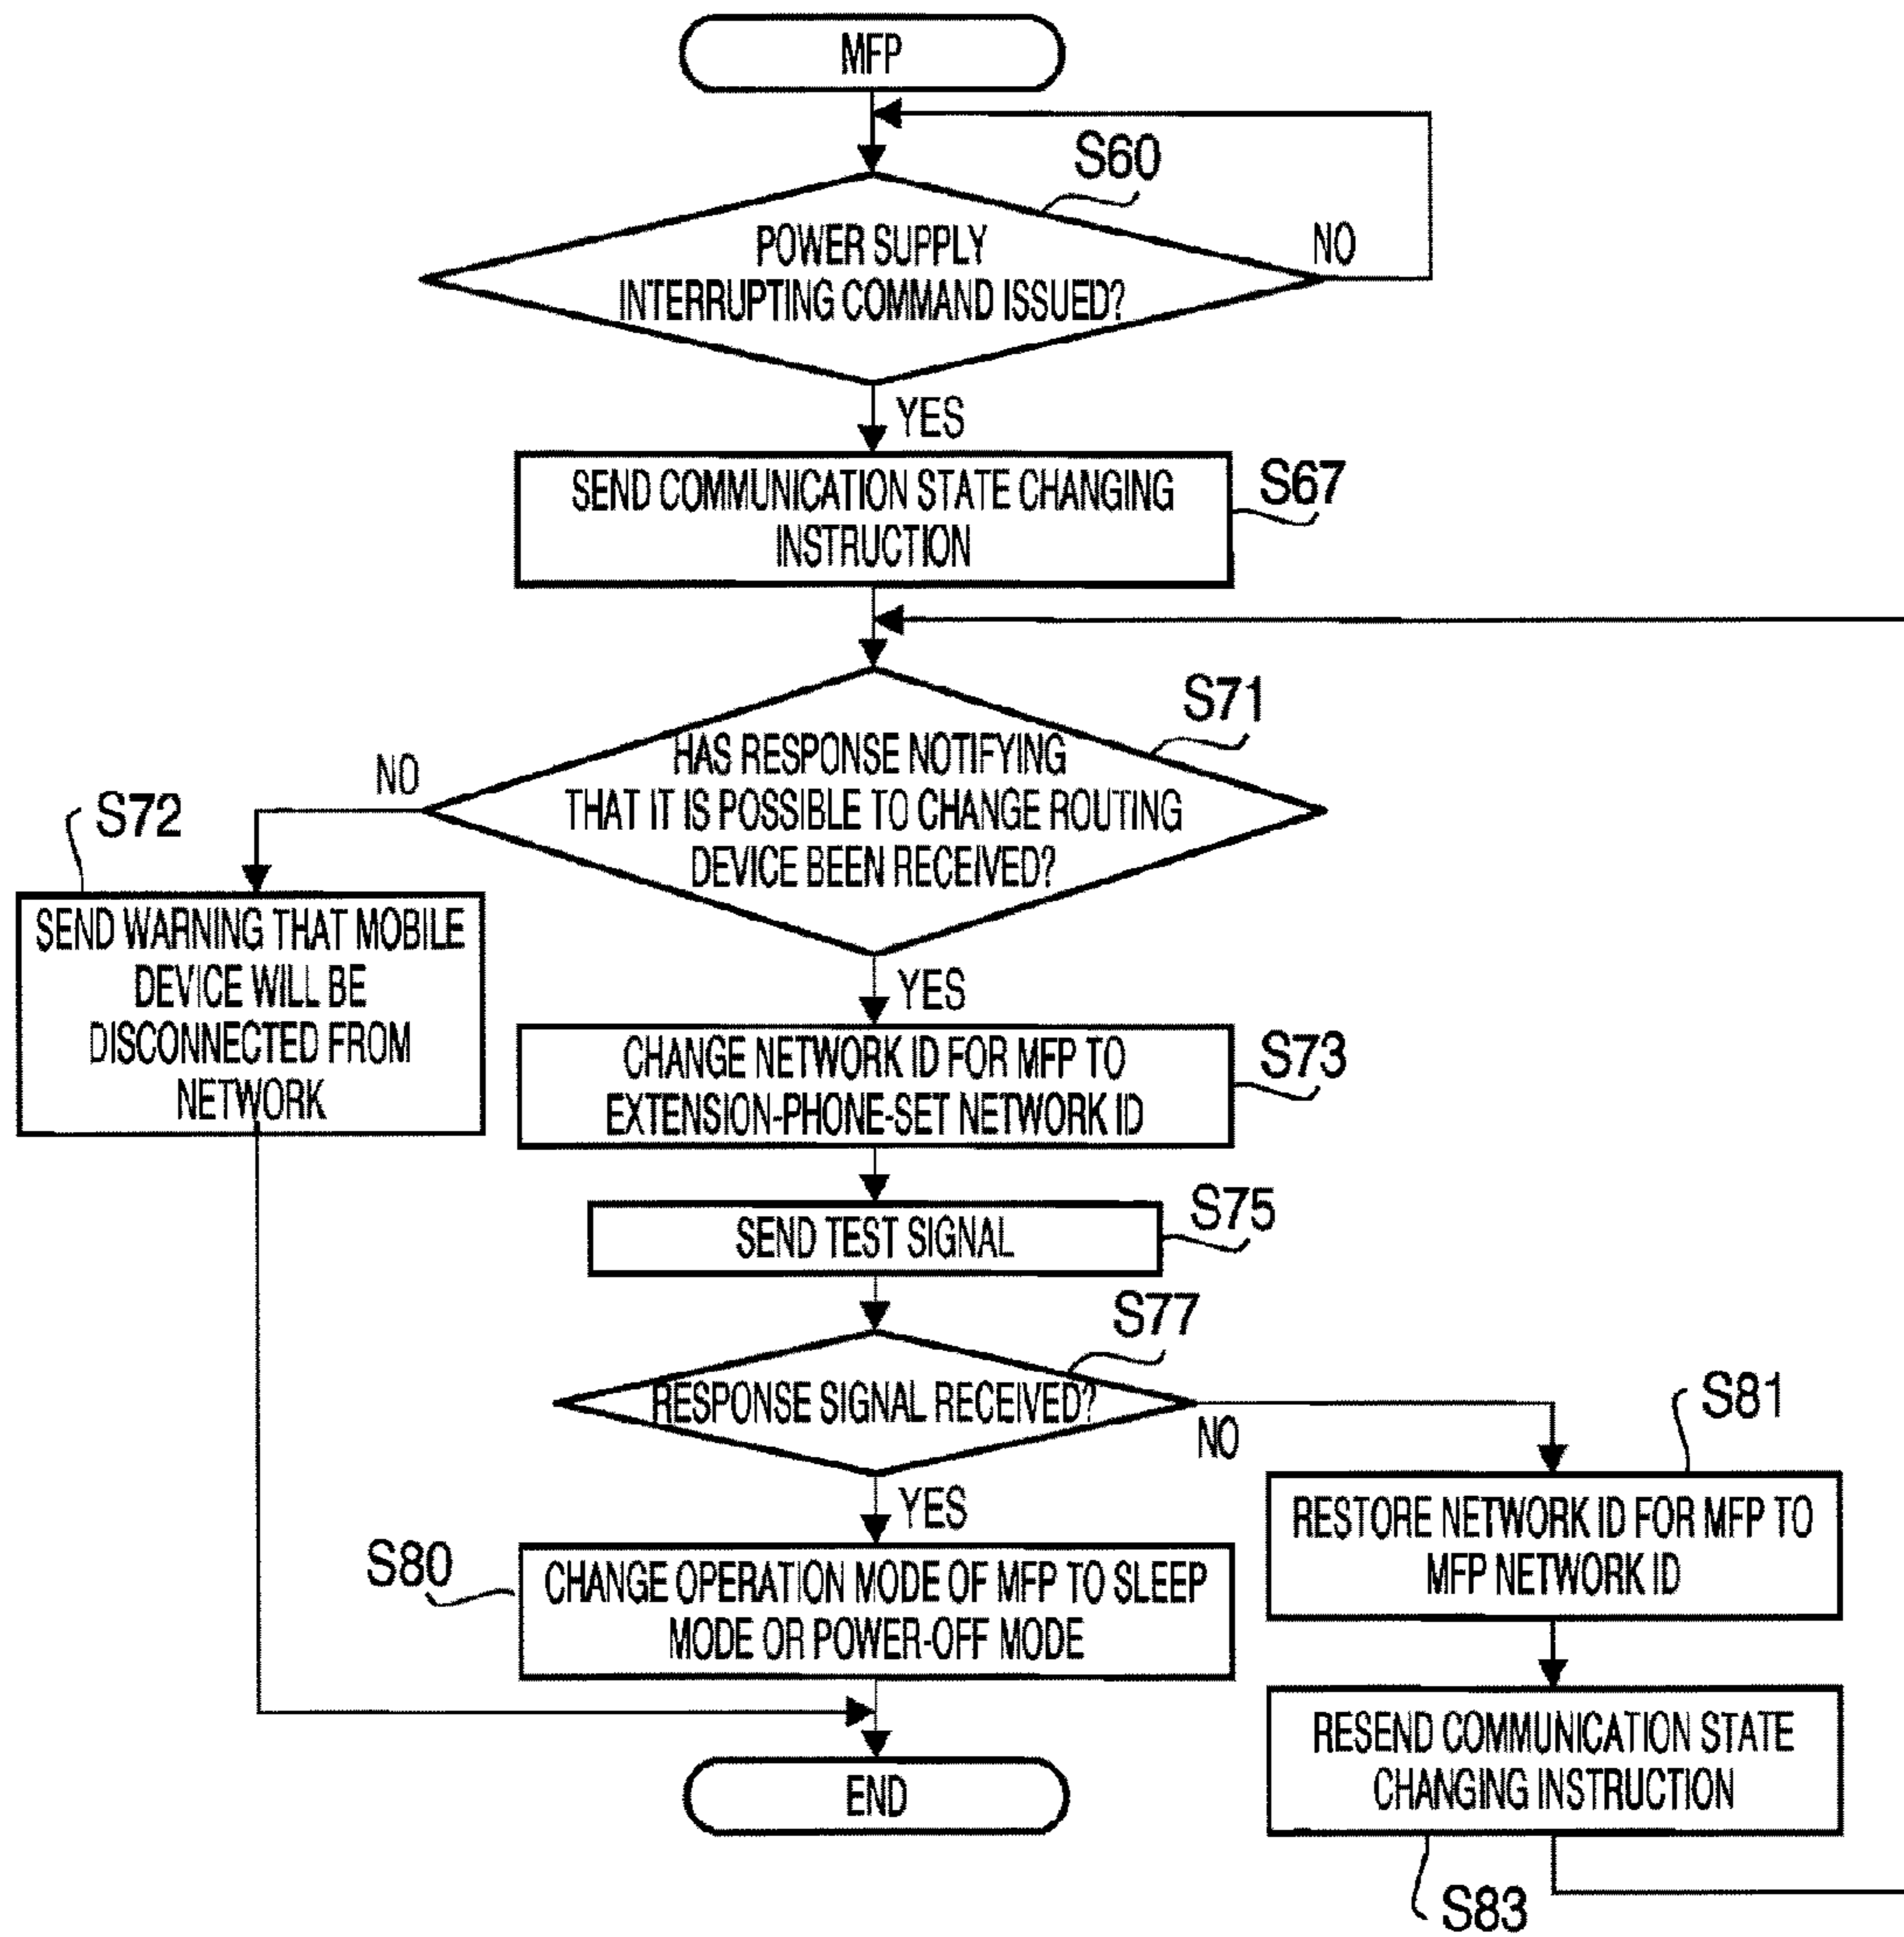 MFP
S60
POWER SUPPLY
INTERRUPTING COMMAND ISSUED?
NO
YES
SEND COMMUNICATION STATE CHANGING
INSTRUCTION
S67
S71
HAS RESPONSE NOTIFYING
THAT IT IS POSSIBLE TO CHANGE ROUTING
DEVICE BEEN RECEIVED?
NO
S72
SEND WARNING THAT MOBILE
DEVICE WILL BE
DISCONNECTED FROM
NETWORK
YES
CHANGE NETWORK ID FOR MFP TO
EXTENSION-PHONE-SET NETWORK ID
S73
SEND TEST SIGNAL
S75
S77
RESPONSE SIGNAL RECEIVED?
NO
YES
S81
RESTORE NETWORK ID FOR MFP TO
MFP NETWORK ID
S80
CHANGE OPERATION MODE OF MFP TO SLEEP
MODE OR POWER-OFF MODE
RESEND COMMUNICATION STATE
CHANGING INSTRUCTION
S83
END